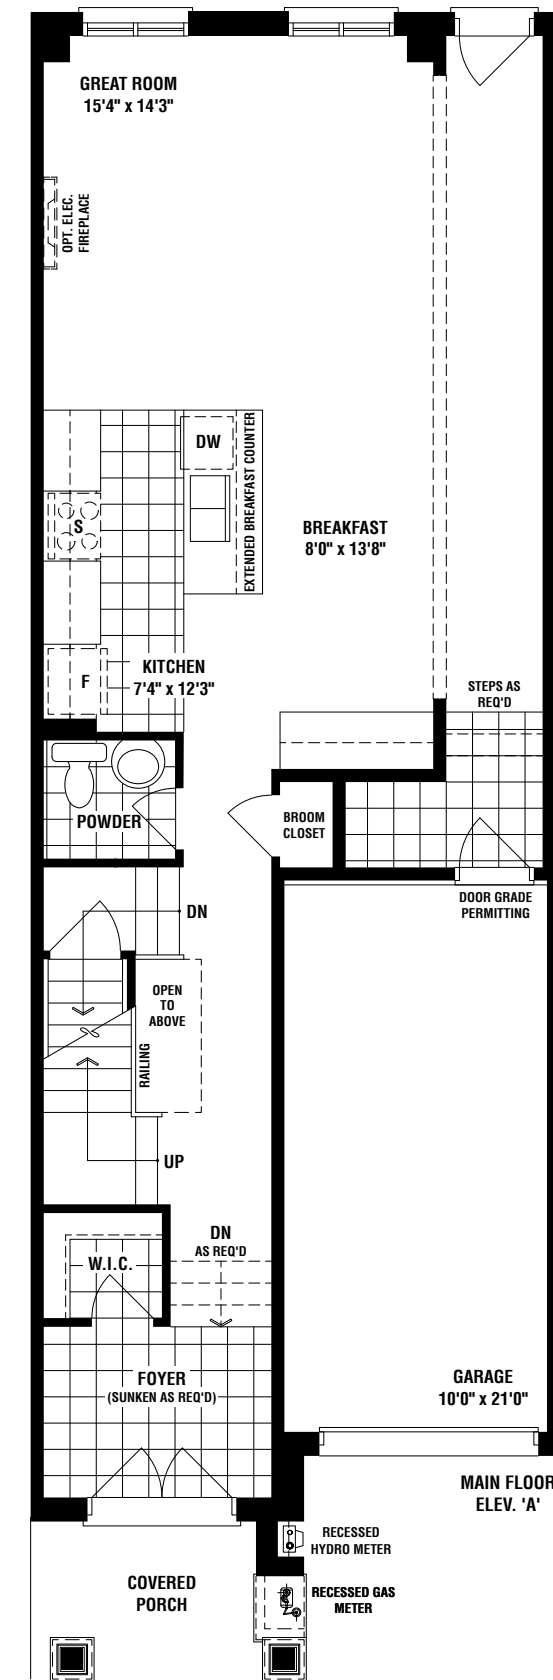 GREAT ROOM
15'4" x 14'3"
OPT. ELEC.
FIREPLACE
DW
EXTENDED BREAKFAST COUNTER
S
BREAKFAST
8'0" x 13'8"
F
KITCHEN
7'4" x 12'3"
STEPS AS
REQ'D
POWDER
BROOM
CLOSET
DOOR GRADE
PERMITTING
DN
OPEN
TO
ABOVE
RAILING
UP
DN
AS REQ'D
W.I.C.
FOYER
(SUNKEN AS REQ'D)
GARAGE
10'0" x 21'0"
MAIN FLOOR
ELEV. 'A'
RECESSED
HYDRO METER
COVERED
PORCH
RECESSED GAS
METER